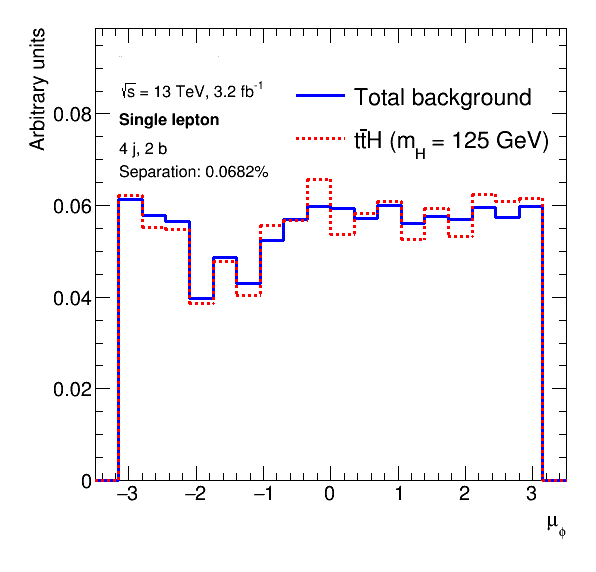 Arbitrary units
√s = 13 TeV, 3.2 fb⁻¹
Single lepton
4 j, 2 b
Separation: 0.0682%
Total background
tt̄H (m_H = 125 GeV)
0.08
0.06
0.04
0.02
0
−3 −2 −1 0 1 2 3
μ_ϕ